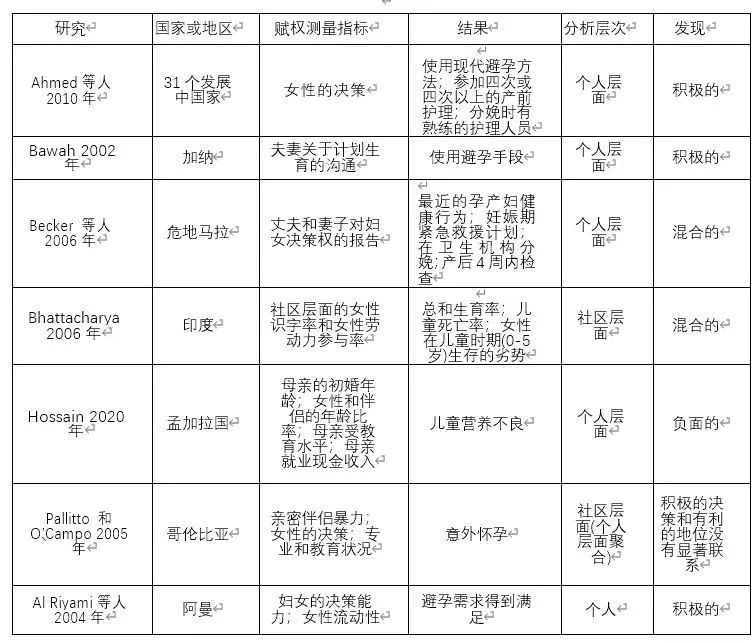 研究
国家或地区
赋权测量指标
结果
分析层次
发现
Ahmed 等人
2010 年
31 个发展
中国家
女性的决策
使用现代避孕方
法；参加四次或
四次以上的产前
护理；分娩时有
熟练的护理人员
个人层
面
积极的
Bawah 2002
年
加纳
夫妻关于计划生
育的沟通
使用避孕手段
个人层
面
积极的
Becker 等人
2006 年
危地马拉
丈夫和妻子对妇
女决策权的报告
最近的孕产妇健
康行为；妊娠期
紧急救援计划；
在卫生机构分
娩;产后 4 周内检
查
个人层
面
混合的
Bhattacharya
2006 年
印度
社区层面的女性
识字率和女性劳
动力参与率
总和生育率；儿
童死亡率；女性
在儿童时期(0-5
岁)生存的劣势
社区层
面
混合的
Hossain 2020
年
孟加拉国
母亲的初婚年
龄；女性和伴
侣的年龄比
率；母亲受教
育水平；母亲
就业现金收入
儿童营养不良
个人层
面
负面的
Pallitto 和
O'Campo 2005
年
哥伦比亚
亲密伴侣暴力；
女性的决策；专
业和教育状况
意外怀孕
社区层
面(个人
层面聚
合)
积极的决
策和有利
的地位没
有显著联
系
Al Riyami 等人
2004 年
阿曼
妇女的决策能
力；女性流动性
避孕需求得到满
足
个人
积极的